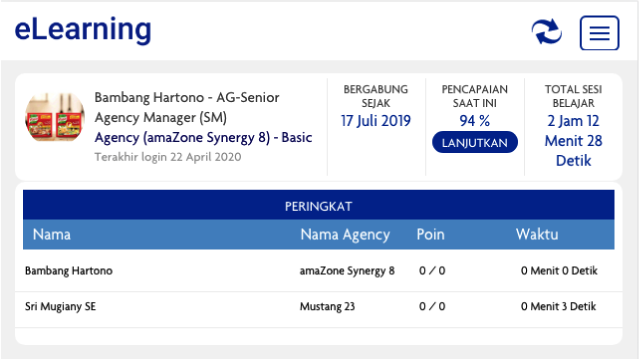 eLearning
Bambang Hartono - AG-Senior
Agency Manager (SM)
Agency (amaZone Synergy 8) - Basic
Terakhir login 22 April 2020
BERGABUNG
SEJAK
17 Juli 2019
PENCAPAIAN
SAAT INI
94 %
LANJUTKAN
TOTAL SESI
BELAJAR
2 Jam 12
Menit 28
Detik
PERINGKAT
Nama Nama Agency Poin Waktu
Bambang Hartono amaZone Synergy 8 0 / 0 0 Menit 0 Detik
Sri Mugiany SE Mustang 23 0 / 0 0 Menit 3 Detik